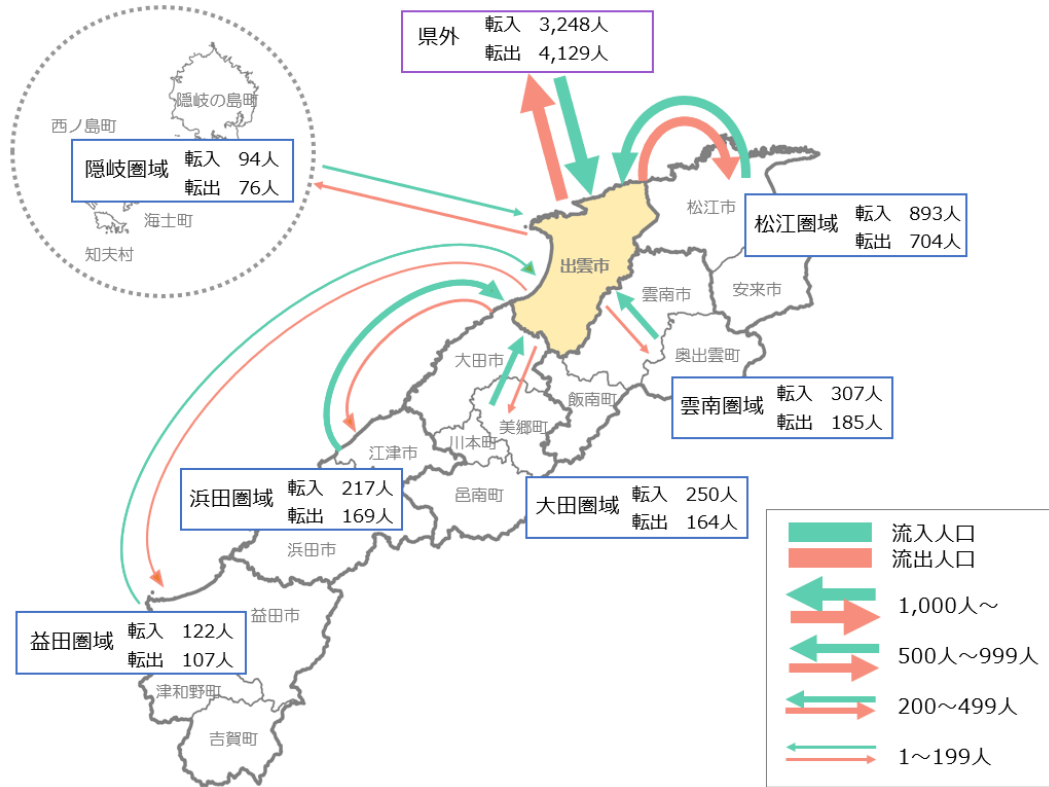 県外
転入 3,248人
転出 4,129人
隠岐の島町
西ノ島町
隠岐圏域
転入 94人
転出 76人
海士町
知夫村
松江市
松江圏域
転入 893人
転出 704人
出雲市
雲南市
安来市
奥出雲町
大田市
飯南町
雲南圏域
転入 307人
転出 185人
美郷町
川本町
江津市
邑南町
浜田圏域
転入 217人
転出 169人
大田圏域
転入 250人
転出 164人
浜田市
益田市
益田圏域
転入 122人
転出 107人
津和野町
吉賀町
流入人口
流出人口
1,000人～
500人～999人
200～499人
1～199人